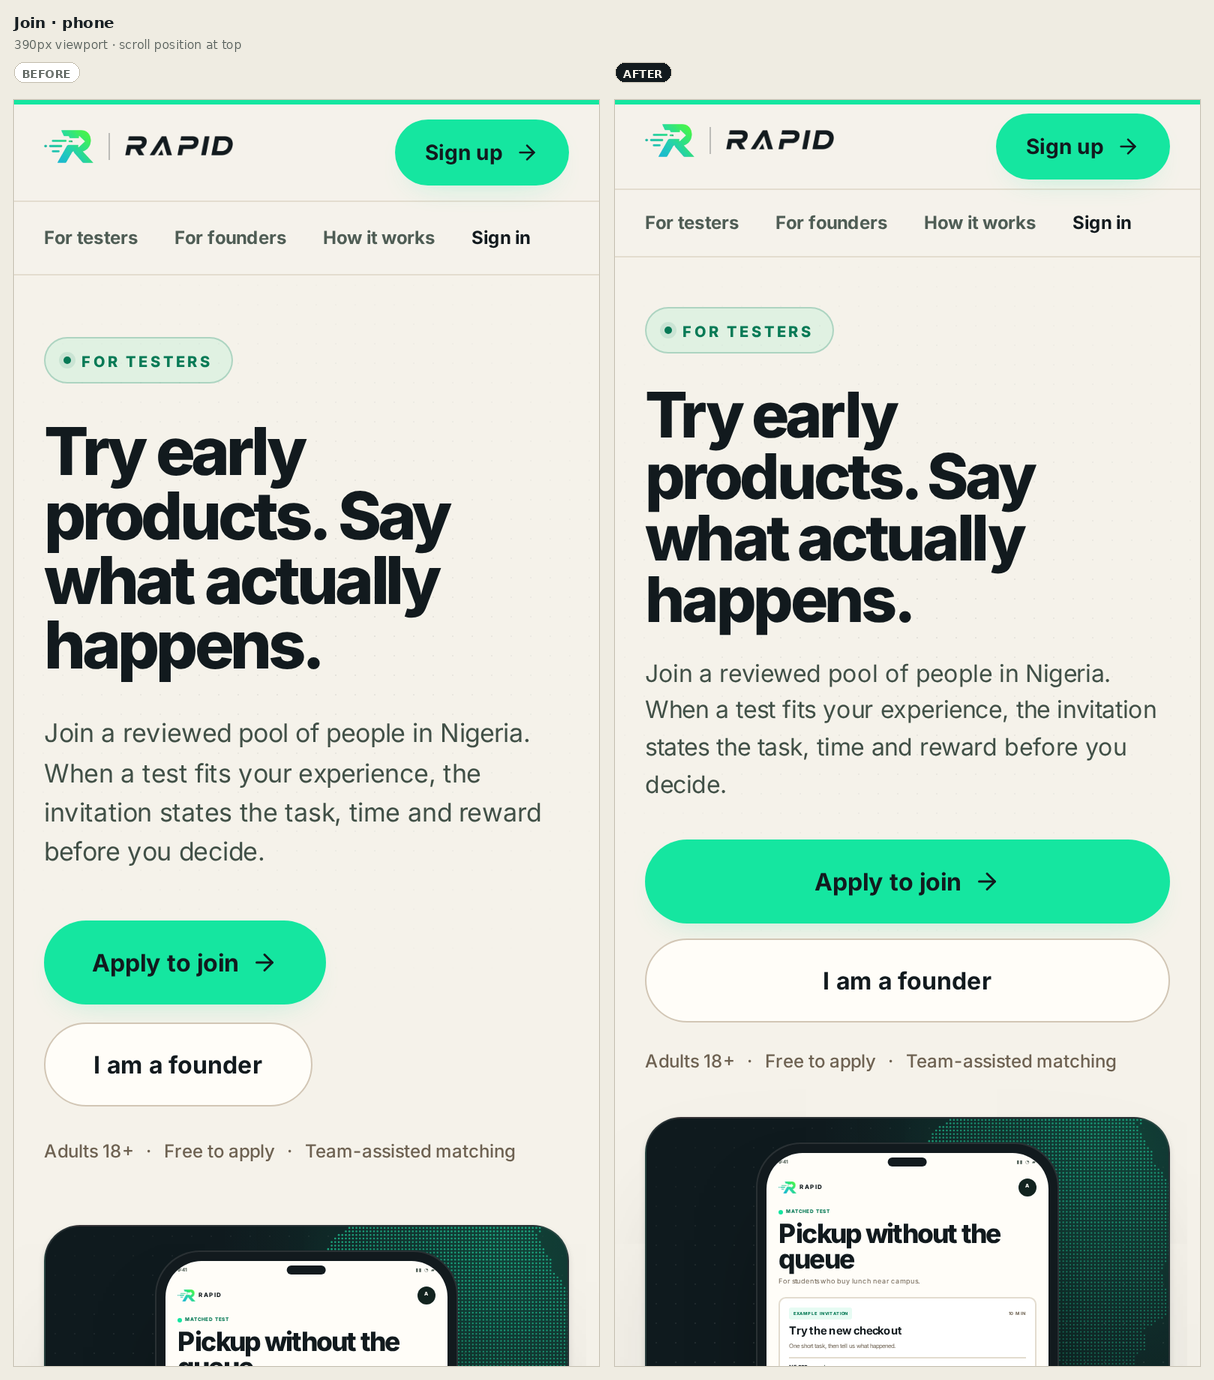 Join · phone
390px viewport · scroll position at top
BEFORE
RAPID
Sign up
For testers For founders How it works Sign in
FOR TESTERS
Try early
products. Say
what actually
happens.
Join a reviewed pool of people in Nigeria.
When a test fits your experience, the
invitation states the task, time and reward
before you decide.
Apply to join
I am a founder
Adults 18+ · Free to apply · Team-assisted matching
RAPID
A
MATCHED TEST
Pickup without the
AFTER
RAPID
Sign up
For testers For founders How it works Sign in
FOR TESTERS
Try early
products. Say
what actually
happens.
Join a reviewed pool of people in Nigeria.
When a test fits your experience, the invitation
states the task, time and reward before you
decide.
Apply to join
I am a founder
Adults 18+ · Free to apply · Team-assisted matching
RAPID
A
MATCHED TEST
Pickup without the
queue
For students who buy lunch near campus.
EXAMPLE INVITATION 10 MIN
Try the new checkout
One short task, then tell us what happened.